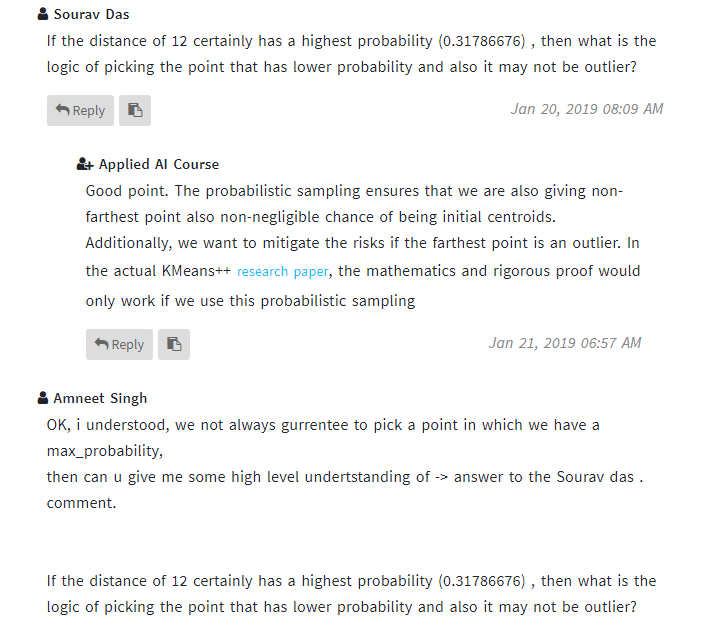 Sourav Das
If the distance of 12 certainly has a highest probability (0.31786676) , then what is the
logic of picking the point that has lower probability and also it may not be outlier?
Reply
Jan 20, 2019 08:09 AM
Applied AI Course
Good point. The probabilistic sampling ensures that we are also giving non-
farthest point also non-negligible chance of being initial centroids.
Additionally, we want to mitigate the risks if the farthest point is an outlier. In
the actual KMeans++ research paper, the mathematics and rigorous proof would
only work if we use this probabilistic sampling
Reply
Jan 21, 2019 06:57 AM
Amneet Singh
OK, i understood, we not always gurrentee to pick a point in which we have a
max_probability,
then can u give me some high level undertstanding of -> answer to the Sourav das .
comment.
If the distance of 12 certainly has a highest probability (0.31786676) , then what is the
logic of picking the point that has lower probability and also it may not be outlier?